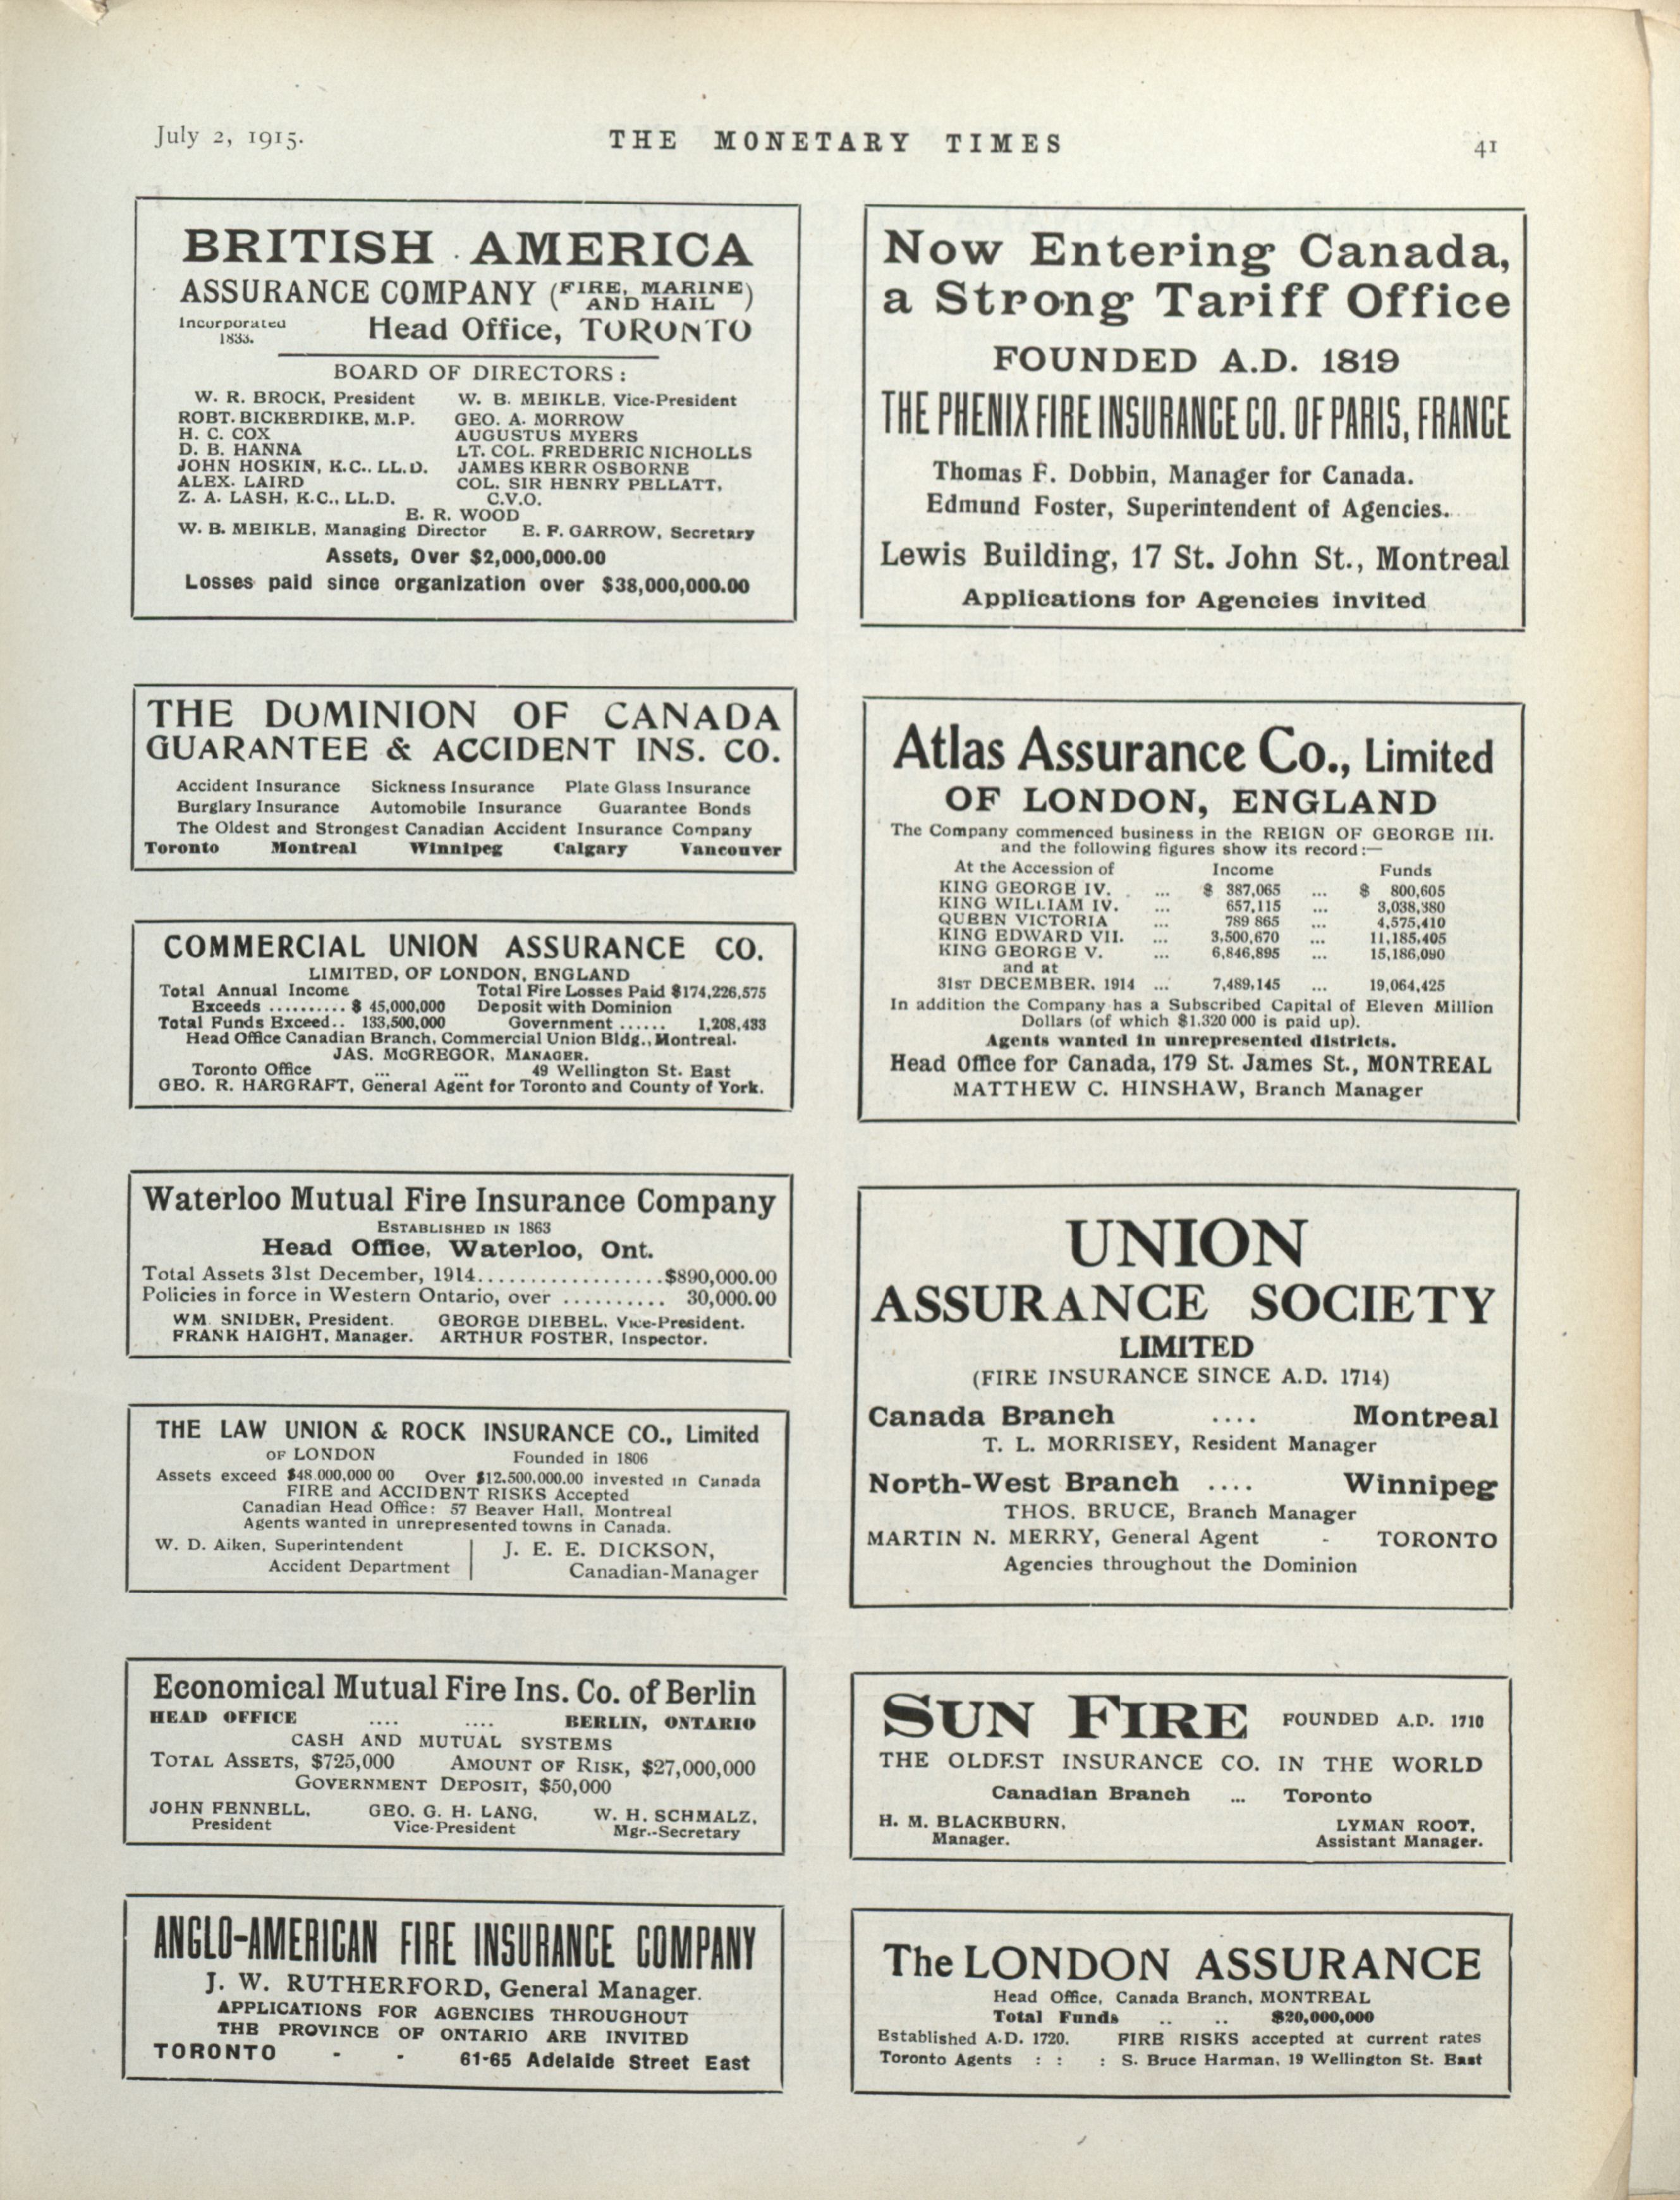 July 2, 1915.
THE MONETARY TIMES
41
BRITISH AMERICA
ASSURANCE COMPANY (FIRE, MARINE AND HAIL)
Incorporated 1833. Head Office, TORONTO
BOARD OF DIRECTORS:
W. R. BROCK, President W. B. MEIKLE, Vice-President
ROBT. BICKERDIKE, M.P. GEO. A. MORROW
H. C. COX AUGUSTUS MYERS
D. B. HANNA LT. COL. FREDERIC NICHOLLS
JOHN HOSKIN, K.C., LL.D. JAMES KERR OSBORNE
ALEX. LAIRD COL. SIR HENRY PELLATT,
Z. A. LASH, K.C., LL.D. C.V.O.
E. R. WOOD
W. B. MEIKLE, Managing Director E. F. GARROW, Secretary
Assets, Over $2,000,000.00
Losses paid since organization over $38,000,000.00
THE DOMINION OF CANADA
GUARANTEE & ACCIDENT INS. CO.
Accident Insurance Sickness Insurance Plate Glass Insurance
Burglary Insurance Automobile Insurance Guarantee Bonds
The Oldest and Strongest Canadian Accident Insurance Company
Toronto Montreal Winnipeg Calgary Vancouver
COMMERCIAL UNION ASSURANCE CO.
LIMITED, OF LONDON, ENGLAND
Total Annual Income Total Fire Losses Paid $174,226,575
Exceeds .......... $ 45,000,000 Deposit with Dominion
Total Funds Exceed.. 133,500,000 Government ...... 1,208,433
Head Office Canadian Branch, Commercial Union Bldg., Montreal.
JAS. McGREGOR, MANAGER.
Toronto Office ... ... 49 Wellington St. East
GEO. R. HARGRAFT, General Agent for Toronto and County of York.
Waterloo Mutual Fire Insurance Company
ESTABLISHED IN 1863
Head Office, Waterloo, Ont.
Total Assets 31st December, 1914..................$890,000.00
Policies in force in Western Ontario, over .......... 30,000.00
WM. SNIDER, President. GEORGE DIEBEL, Vice-President.
FRANK HAIGHT, Manager. ARTHUR FOSTER, Inspector.
THE LAW UNION & ROCK INSURANCE CO., Limited
OF LONDON Founded in 1806
Assets exceed $48.000,000 00 Over $12.500,000.00 invested in Canada
FIRE and ACCIDENT RISKS Accepted
Canadian Head Office: 57 Beaver Hall, Montreal
Agents wanted in unrepresented towns in Canada.
W. D. Aiken, Superintendent J. E. E. DICKSON,
Accident Department Canadian-Manager
Economical Mutual Fire Ins. Co. of Berlin
HEAD OFFICE .... .... BERLIN, ONTARIO
CASH AND MUTUAL SYSTEMS
TOTAL ASSETS, $725,000 AMOUNT OF RISK, $27,000,000
GOVERNMENT DEPOSIT, $50,000
JOHN FENNELL, GEO. G. H. LANG, W. H. SCHMALZ,
President Vice-President Mgr.-Secretary
ANGLO-AMERICAN FIRE INSURANCE COMPANY
J. W. RUTHERFORD, General Manager.
APPLICATIONS FOR AGENCIES THROUGHOUT
THE PROVINCE OF ONTARIO ARE INVITED
TORONTO - - 61-65 Adelaide Street East
Now Entering Canada,
a Strong Tariff Office
FOUNDED A.D. 1819
THE PHENIX FIRE INSURANCE CO. OF PARIS, FRANCE
Thomas F. Dobbin, Manager for Canada.
Edmund Foster, Superintendent of Agencies.
Lewis Building, 17 St. John St., Montreal
Applications for Agencies invited
Atlas Assurance Co., Limited
OF LONDON, ENGLAND
The Company commenced business in the REIGN OF GEORGE III.
and the following figures show its record:—
At the Accession of Income Funds
KING GEORGE IV. ... $ 387,065 ... $ 800,605
KING WILLIAM IV. ... 657,115 ... 3,038,380
QUEEN VICTORIA ... 789 865 ... 4,575,410
KING EDWARD VII. ... 3,500,670 ... 11,185,405
KING GEORGE V. ... 6,846,895 ... 15,186,090
and at
31ST DECEMBER, 1914 ... 7,489,145 ... 19,064,425
In addition the Company has a Subscribed Capital of Eleven Million
Dollars (of which $1,320 000 is paid up).
Agents wanted in unrepresented districts.
Head Office for Canada, 179 St. James St., MONTREAL
MATTHEW C. HINSHAW, Branch Manager
UNION
ASSURANCE SOCIETY
LIMITED
(FIRE INSURANCE SINCE A.D. 1714)
Canada Branch .... Montreal
T. L. MORRISEY, Resident Manager
North-West Branch .... Winnipeg
THOS. BRUCE, Branch Manager
MARTIN N. MERRY, General Agent - TORONTO
Agencies throughout the Dominion
SUN FIRE FOUNDED A.D. 1710
THE OLDEST INSURANCE CO. IN THE WORLD
Canadian Branch ... Toronto
H. M. BLACKBURN, LYMAN ROOT,
Manager. Assistant Manager.
The LONDON ASSURANCE
Head Office, Canada Branch, MONTREAL
Total Funds .. .. $20,000,000
Established A.D. 1720. FIRE RISKS accepted at current rates
Toronto Agents : : : S. Bruce Harman, 19 Wellington St. East